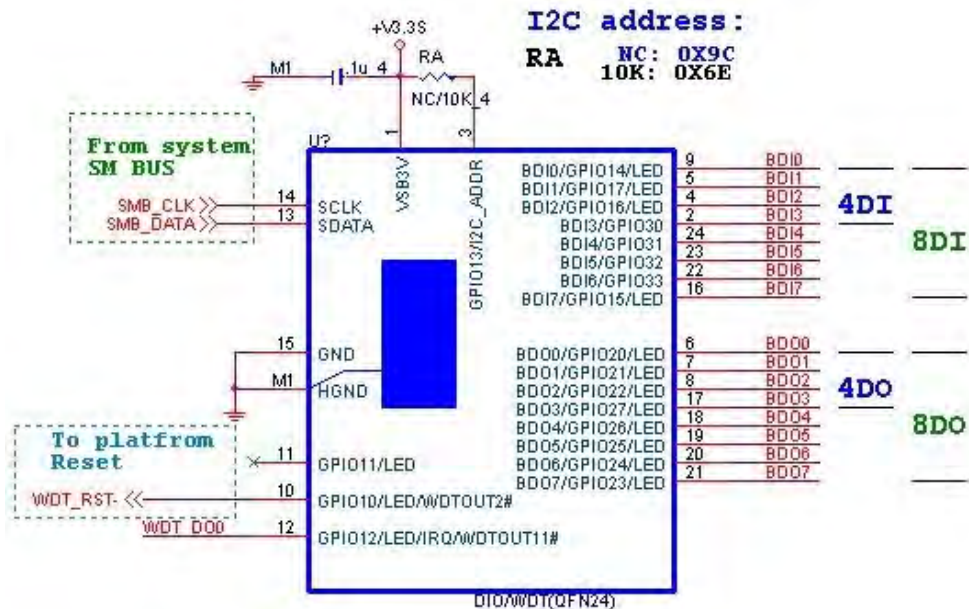 I2C address:
RA NC: 0X9C
10K: 0X6E
+V3.3S
RA
M1 .1u_4
NC/10K_4
1
3
From system
SM BUS
U?
VSB3V
GPIO13/I2C_ADDR
SMB_CLK 14 SCLK
SMB_DATA 13 SDATA
BDI0/GPIO14/LED 9 BDI0
BDI1/GPIO17/LED 5 BDI1
BDI2/GPIO16/LED 4 BDI2
BDI3/GPIO30 2 BDI3
BDI4/GPIO31 24 BDI4
BDI5/GPIO32 23 BDI5
BDI6/GPIO33 22 BDI6
BDI7/GPIO15/LED 16 BDI7
4DI
8DI
15 GND
M1 HGND
BDO0/GPIO20/LED 6 BDO0
BDO1/GPIO21/LED 7 BDO1
BDO2/GPIO22/LED 8 BDO2
BDO3/GPIO27/LED 17 BDO3
BDO4/GPIO26/LED 18 BDO4
BDO5/GPIO25/LED 19 BDO5
BDO6/GPIO24/LED 20 BDO6
BDO7/GPIO23/LED 21 BDO7
4DO
8DO
To platfrom
Reset
11 GPIO11/LED
WDT_RST- 10 GPIO10/LED/WDTOUT2#
WDT_DO0 12 GPIO12/LED/IRQ/WDTOUT11#
DIO/WDT(QFN24)